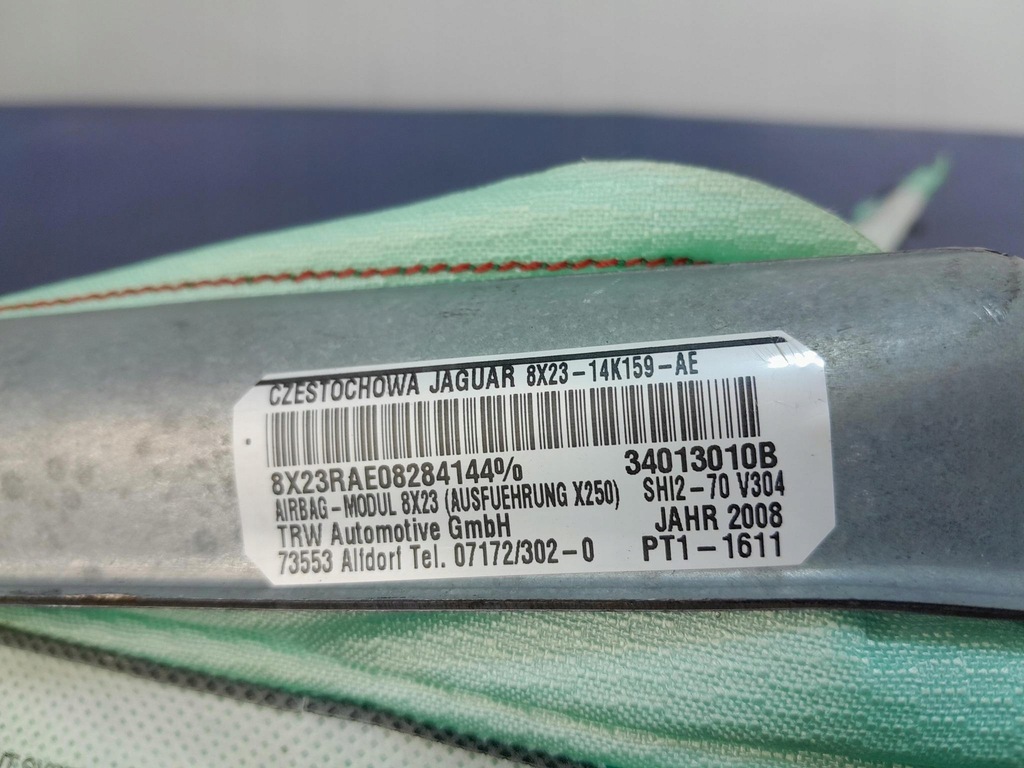 CZESTOCHOWA JAGUAR 8X23-14K159-AE
8X23RAE08284144% 34013010B
AIRBAG-MODUL 8X23 (AUSFUEHRUNG X250) SHI2-70 V304
TRW Automotive GmbH JAHR 2008
73553 Alfdorf Tel. 07172/302-0 PT1-1611